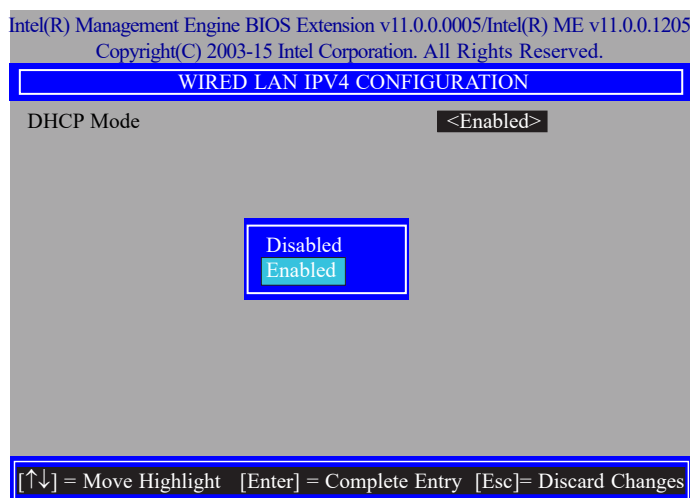 Intel(R) Management Engine BIOS Extension v11.0.0.0005/Intel(R) ME v11.0.0.1205
Copyright(C) 2003-15 Intel Corporation. All Rights Reserved.
WIRED LAN IPV4 CONFIGURATION
DHCP Mode <Enabled>
Disabled
Enabled
[↑↓] = Move Highlight [Enter] = Complete Entry [Esc]= Discard Changes